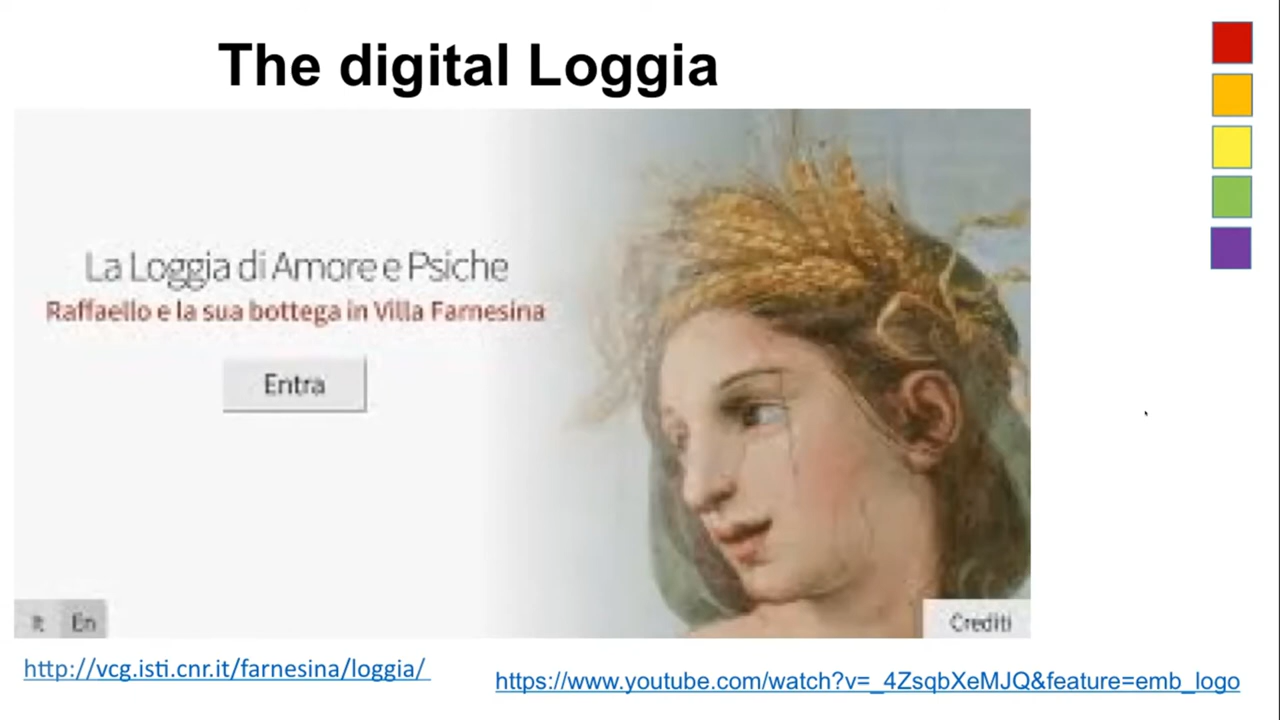 The digital Loggia
La Loggia di Amore e Psiche
Raffaello e la sua bottega in Villa Farnesina
Entra
It En
Crediti
http://vcg.isti.cnr.it/farnesina/loggia/
https://www.youtube.com/watch?v=_4ZsqbXeMJQ&feature=emb_logo